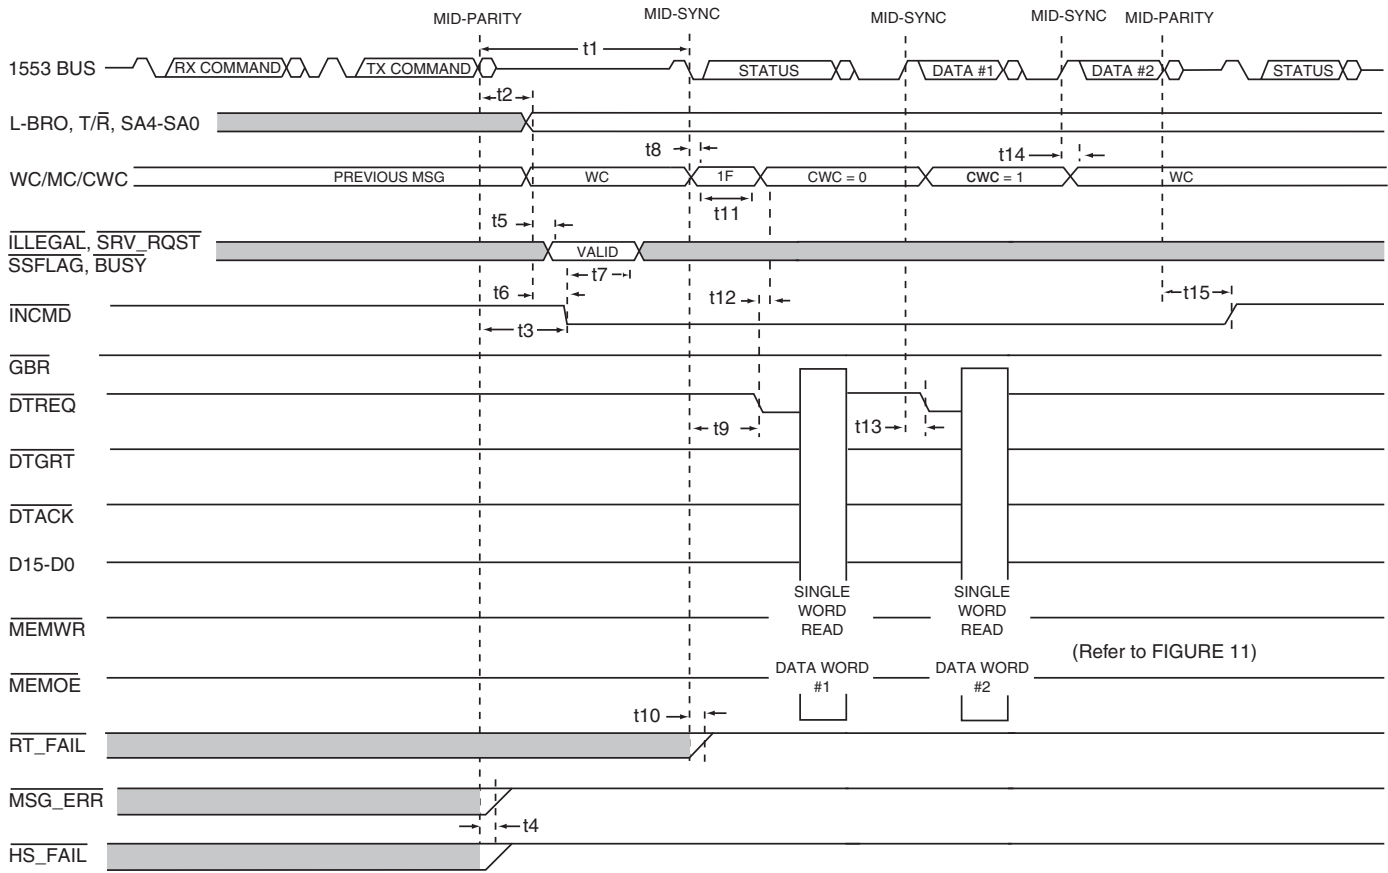 MID-PARITY
MID-SYNC
MID-SYNC
MID-SYNC
MID-PARITY
t1
1553 BUS
RX COMMAND
TX COMMAND
STATUS
DATA #1
DATA #2
STATUS
t2
L-BRO, T/R̅, SA4-SA0
t8
t14
WC/MC/CWC
PREVIOUS MSG
WC
1F
CWC = 0
CWC = 1
WC
t11
t5
ILLEGAL, SRV_RQST
SSFLAG, BUSY
VALID
t7
t6
t12
t15
INCMD
t3
GBR
DTREQ
t9
t13
DTGRT
DTACK
D15-D0
SINGLE
WORD
READ
SINGLE
WORD
READ
MEMWR
(Refer to FIGURE 11)
MEMOE
DATA WORD
#1
DATA WORD
#2
t10
RT_FAIL
MSG_ERR
t4
HS_FAIL